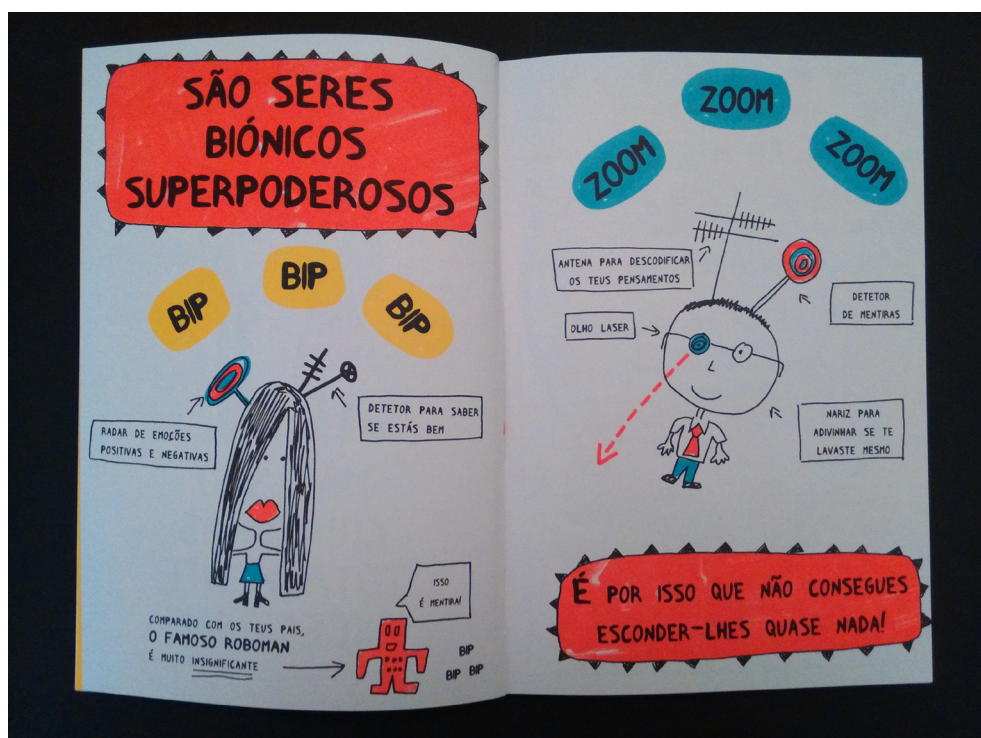 SÃO SERES
BIÓNICOS
SUPERPODEROSOS
BIP
BIP
BIP
RADAR DE EMOÇÕES
POSITIVAS E NEGATIVAS
DETETOR PARA SABER
SE ESTÁS BEM
COMPARADO COM OS TEUS PAIS,
O FAMOSO ROBOMAN
É MUITO INSIGNIFICANTE
ISSO
É MENTIRA!
BIP
BIP BIP
ZOOM
ZOOM
ZOOM
ANTENA PARA DESCODIFICAR
OS TEUS PENSAMENTOS
DETETOR
DE MENTIRAS
OLHO LASER
NARIZ PARA
ADIVINHAR SE TE
LAVASTE MESMO
É POR ISSO QUE NÃO CONSEGUES
ESCONDER-LHES QUASE NADA!